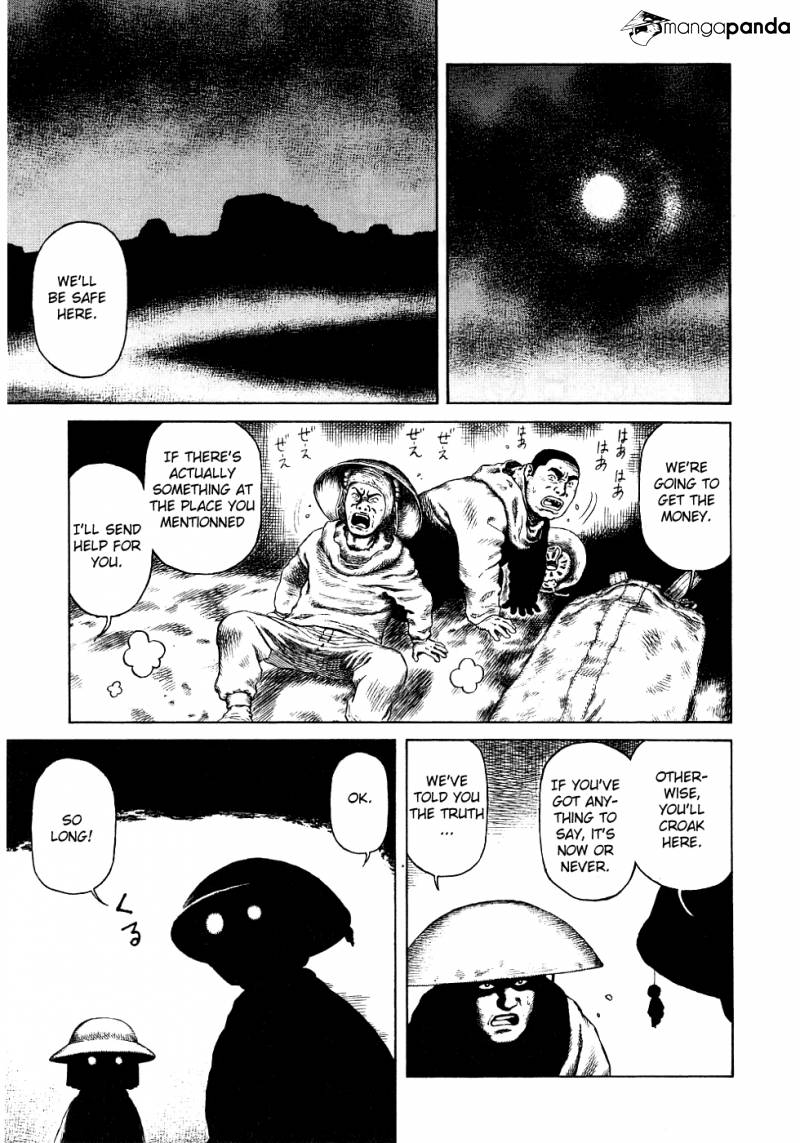 mangapanda
WE'LL
BE SAFE
HERE.
WE'RE
GOING TO
GET THE
MONEY.
はぁ
はぁ
はぁ
はぁ
ぜぇ
ぜぇ
ぜぇ
ぜぇ
IF THERE'S
ACTUALLY
SOMETHING AT
THE PLACE YOU
MENTIONNED
I'LL SEND
HELP FOR
YOU.
OTHER-
WISE,
YOU'LL
CROAK
HERE.
IF YOU'VE
GOT ANY-
THING TO
SAY, IT'S
NOW OR
NEVER.
WE'VE
TOLD YOU
THE TRUTH
...
OK.
SO
LONG!
くる